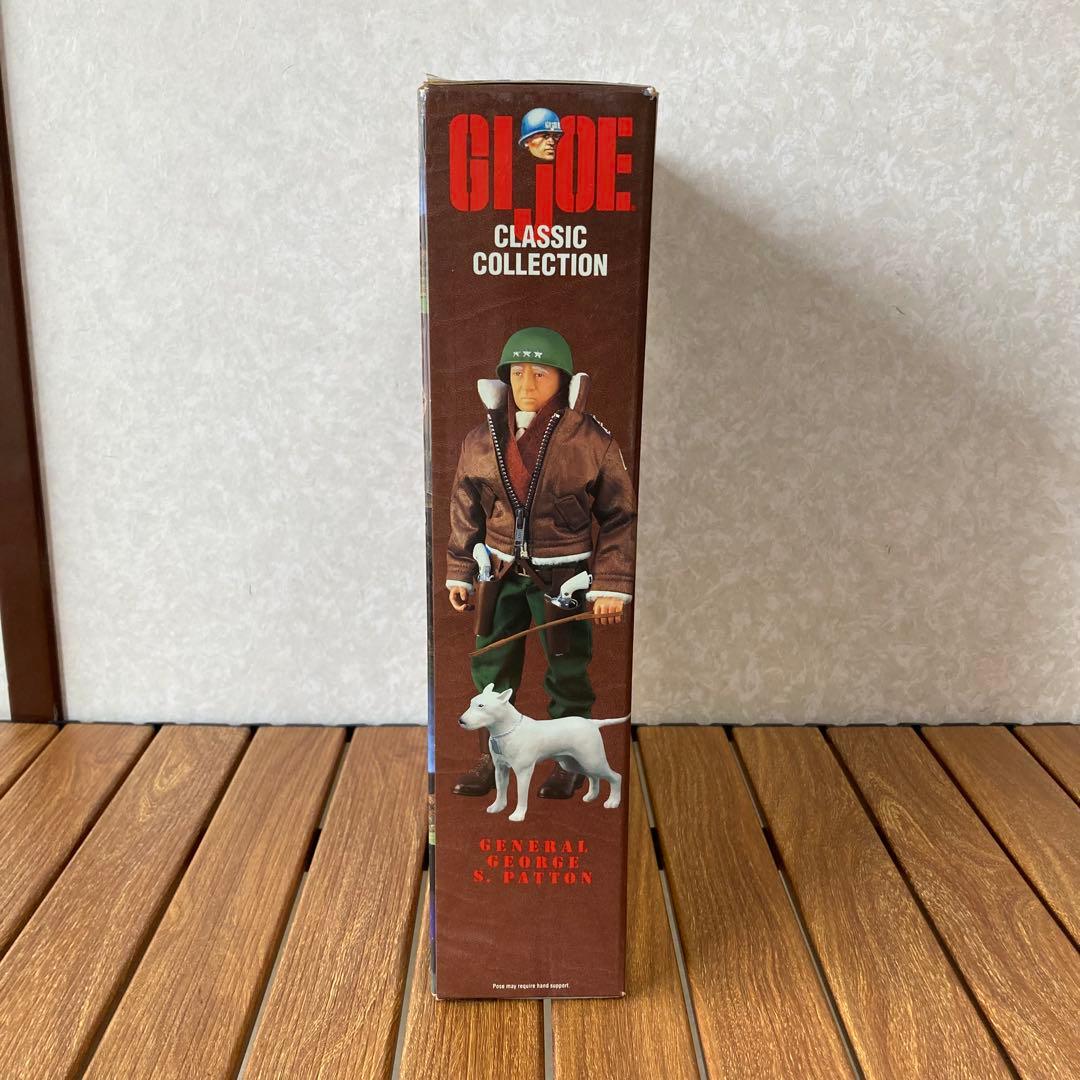 GI JOE
CLASSIC
COLLECTION
GENERAL
GEORGE
S. PATTON
Pose may require hand support.